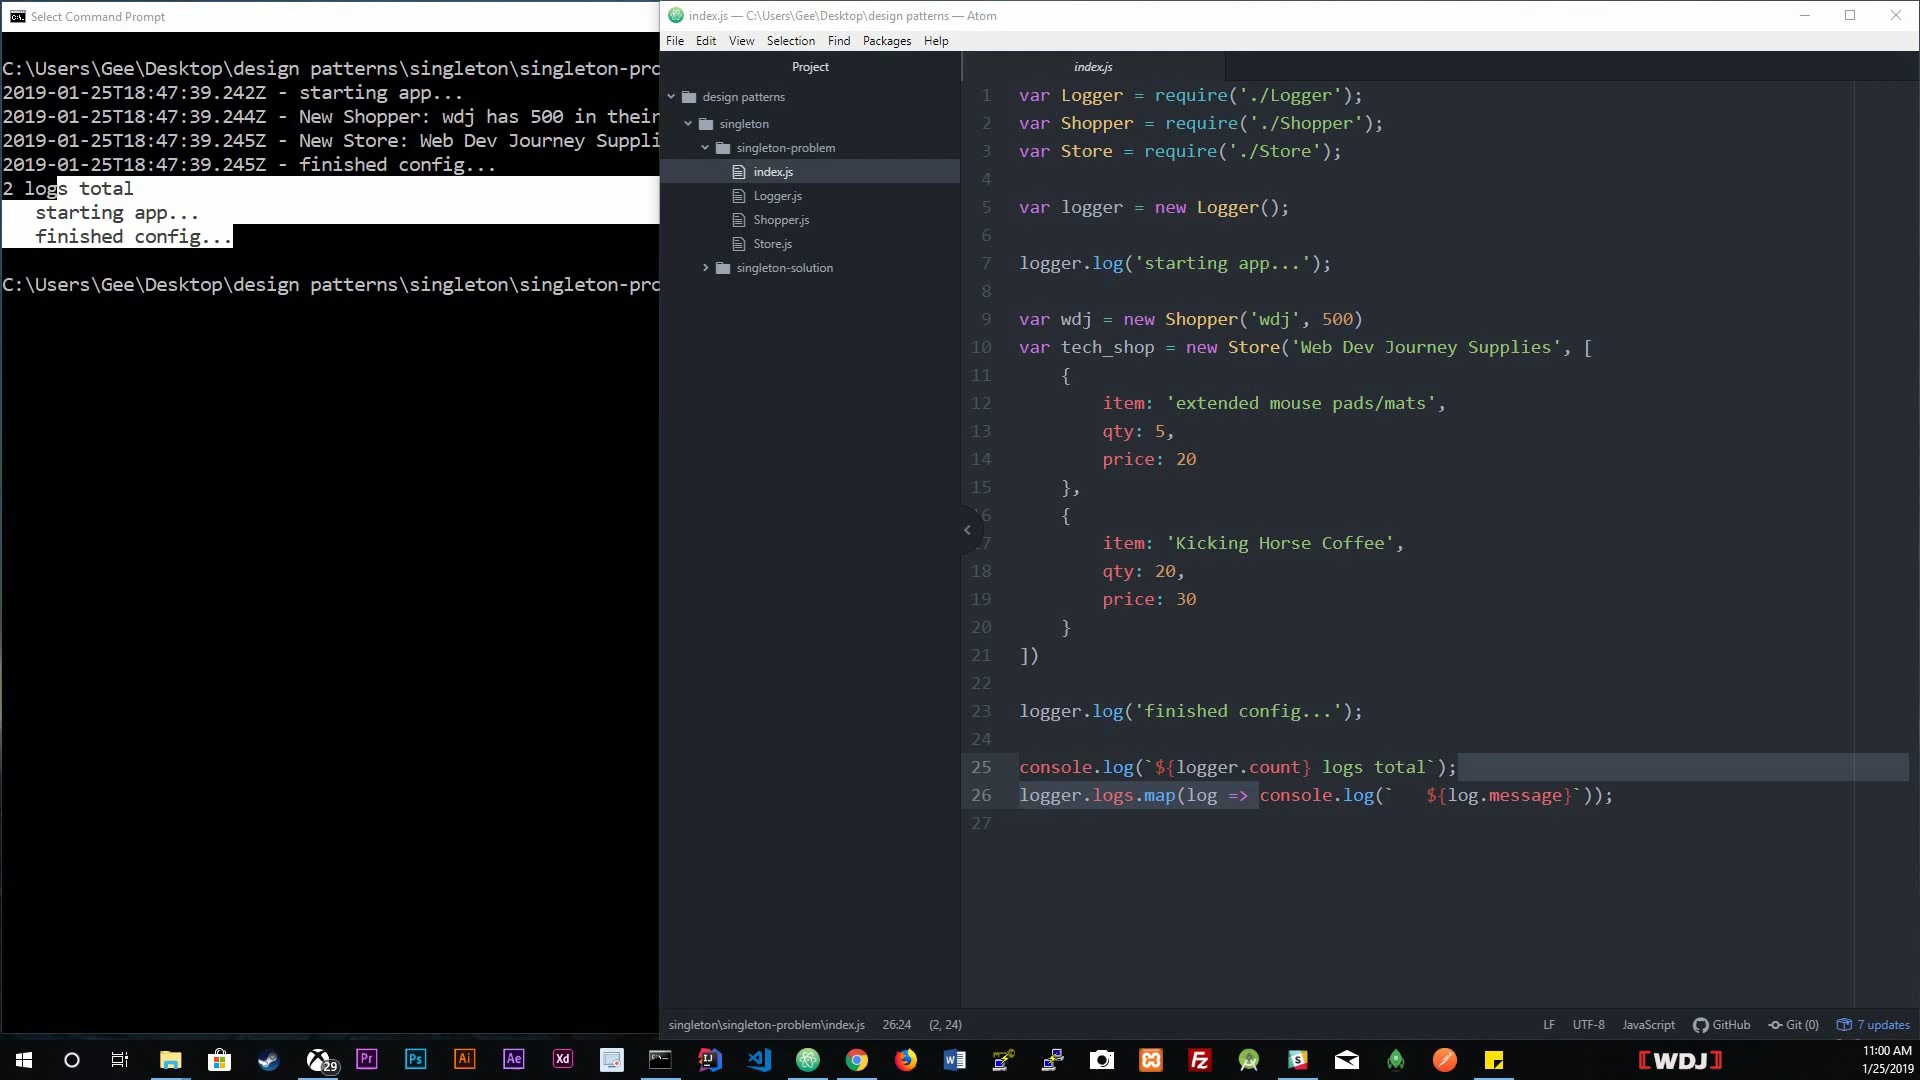 Select Command Prompt
C:\Users\Gee\Desktop\design patterns\singleton\singleton-pro
2019-01-25T18:47:39.242Z - starting app...
2019-01-25T18:47:39.244Z - New Shopper: wdj has 500 in their
2019-01-25T18:47:39.245Z - New Store: Web Dev Journey Suppli
2019-01-25T18:47:39.245Z - finished config...
2 logs total
starting app...
finished config...
C:\Users\Gee\Desktop\design patterns\singleton\singleton-pro
index.js — C:\Users\Gee\Desktop\design patterns — Atom
File Edit View Selection Find Packages Help
Project
design patterns
singleton
singleton-problem
index.js
Logger.js
Shopper.js
Store.js
singleton-solution
index.js
1 var Logger = require('./Logger');
2 var Shopper = require('./Shopper');
3 var Store = require('./Store');
4
5 var logger = new Logger();
6
7 logger.log('starting app...');
8
9 var wdj = new Shopper('wdj', 500)
10 var tech_shop = new Store('Web Dev Journey Supplies', [
11 {
12 item: 'extended mouse pads/mats',
13 qty: 5,
14 price: 20
15 },
16 {
17 item: 'Kicking Horse Coffee',
18 qty: 20,
19 price: 30
20 }
21 ])
22
23 logger.log('finished config...');
24
25 console.log(`${logger.count} logs total`);
26 logger.logs.map(log => console.log(`   ${log.message}`));
27
singleton\singleton-problem\index.js 26:24 (2, 24)
LF UTF-8 JavaScript GitHub Git (0) 7 updates
29 Pr Ps Ai Ae Xd
[WDJ]
11:00 AM
1/25/2019